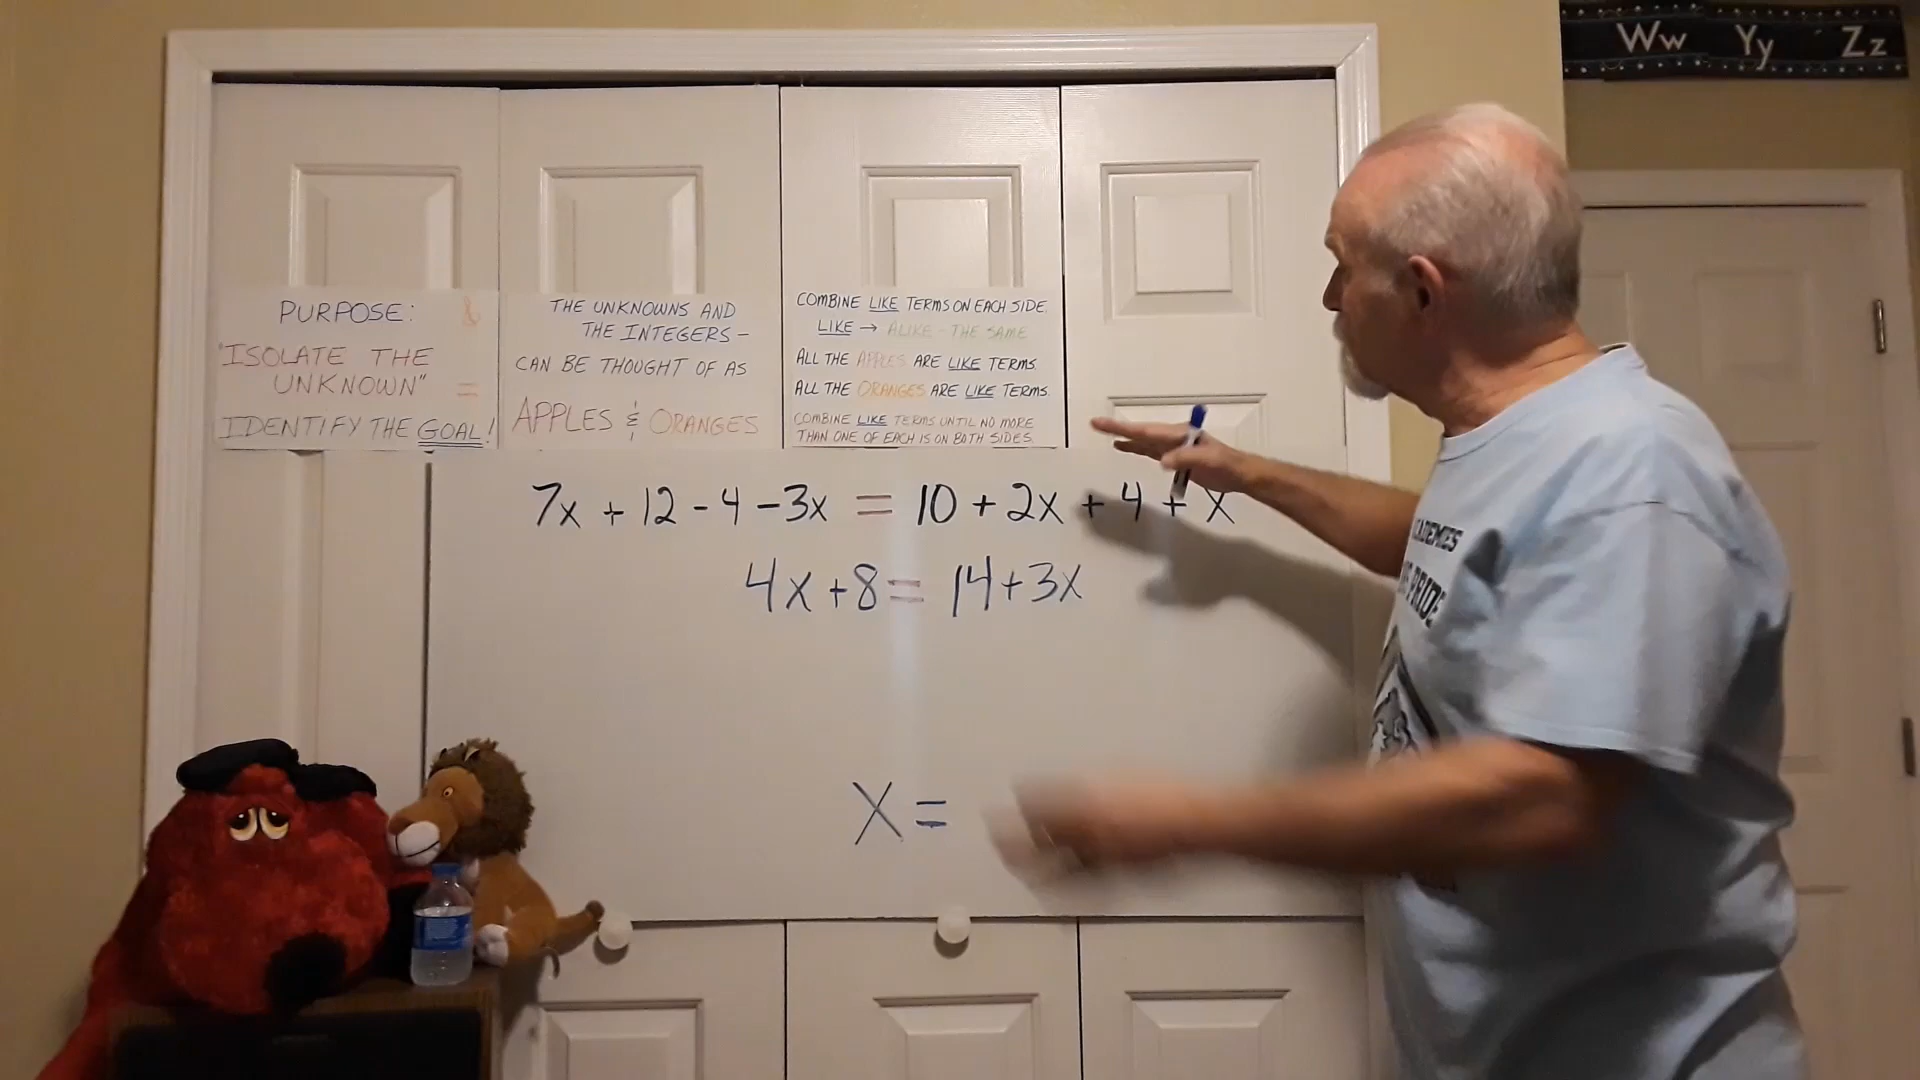 Ww Yy Zz
PURPOSE: &
"ISOLATE THE
UNKNOWN" =
IDENTIFY THE GOAL!
THE UNKNOWNS AND
THE INTEGERS –
CAN BE THOUGHT OF AS
APPLES & ORANGES
COMBINE LIKE TERMS ON EACH SIDE.
LIKE → ALIKE - THE SAME
ALL THE APPLES ARE LIKE TERMS.
ALL THE ORANGES ARE LIKE TERMS.
COMBINE LIKE TERMS UNTIL NO MORE
THAN ONE OF EACH IS ON BOTH SIDES.
7x + 12 - 4 - 3x = 10 + 2x + 4 + x
4x + 8 = 14 + 3x
X =
PRIDE